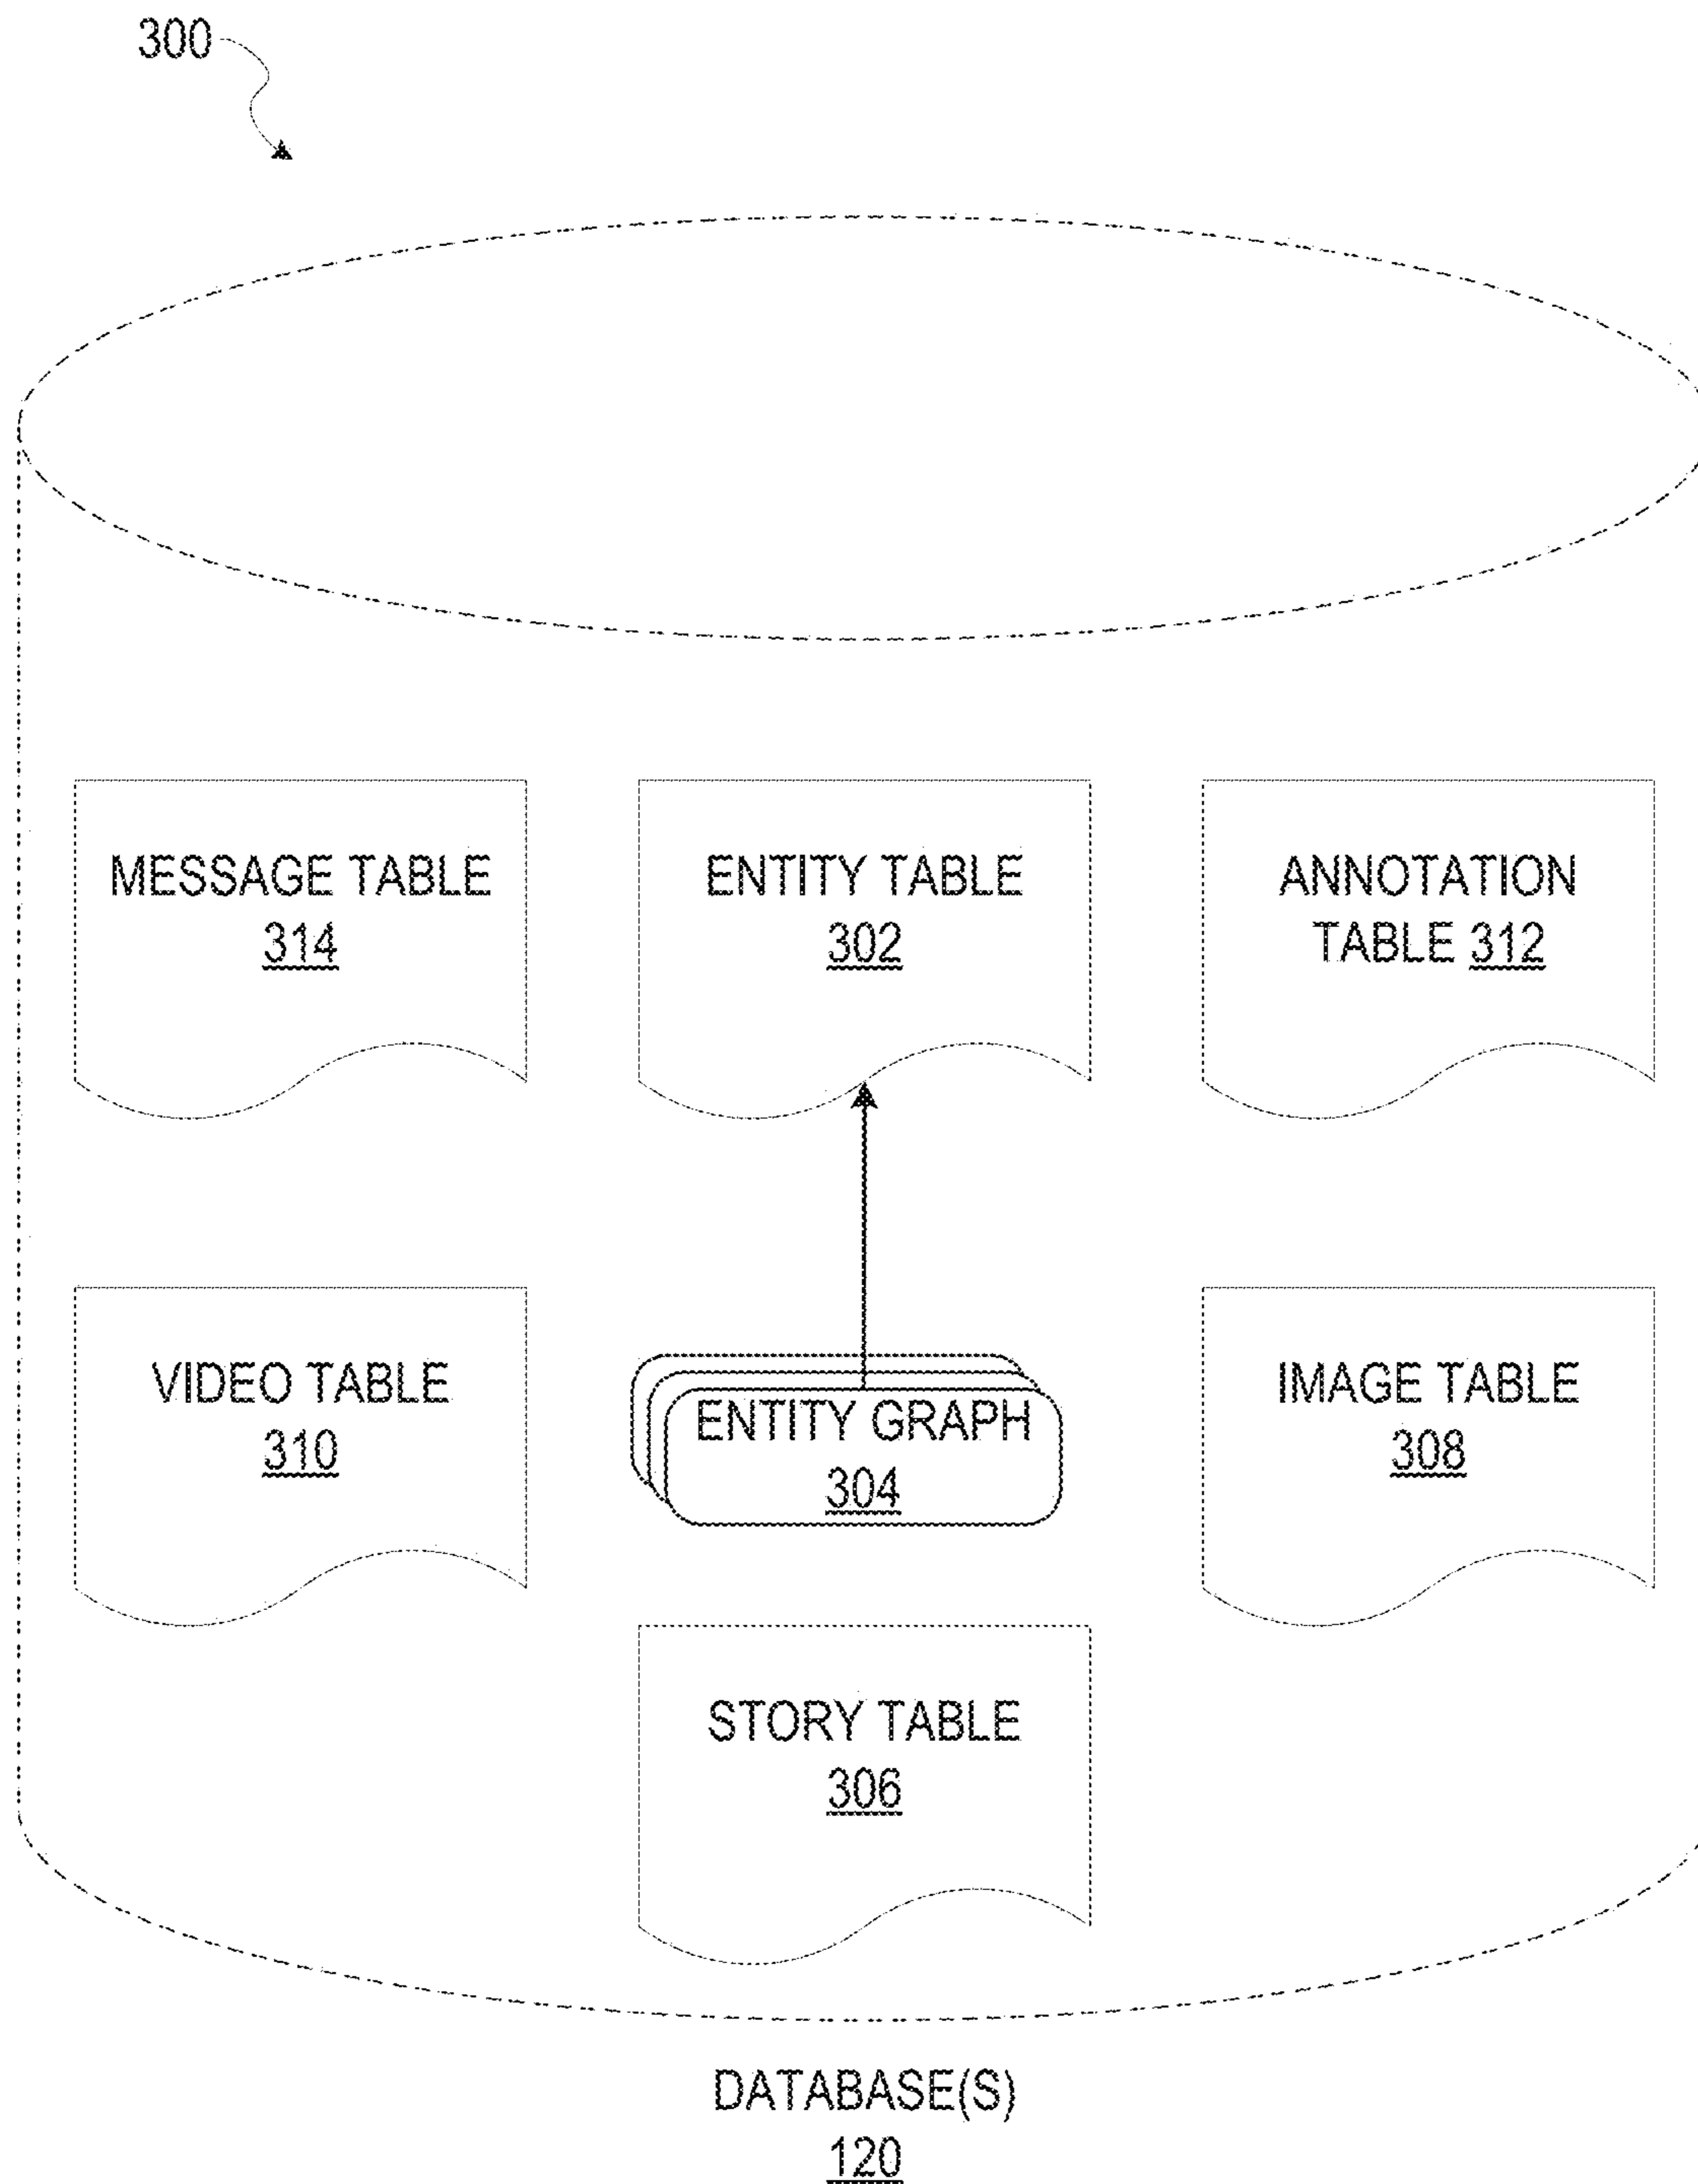 300
MESSAGE TABLE
314
ENTITY TABLE
302
ANNOTATION
TABLE 312
VIDEO TABLE
310
ENTITY GRAPH
304
IMAGE TABLE
308
STORY TABLE
306
DATABASE(S)
120